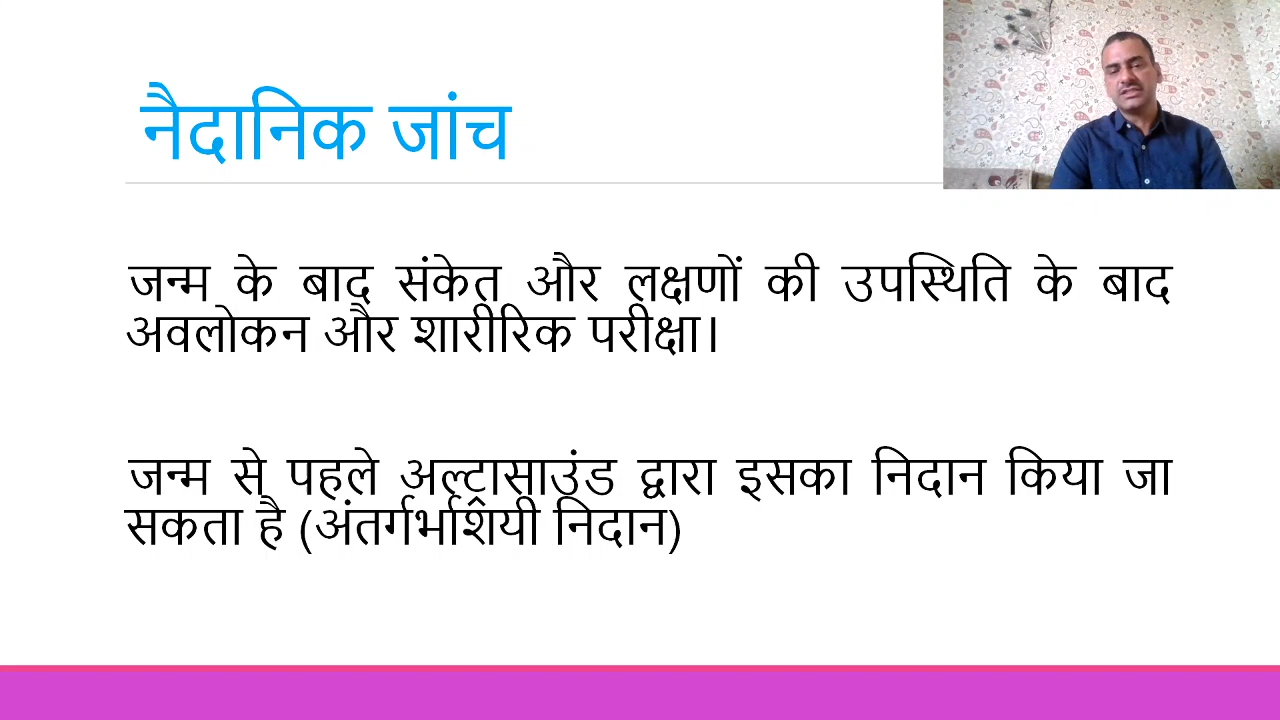 नैदानिक जांच
जन्म के बाद संकेत और लक्षणों की उपस्थिति के बाद
अवलोकन और शारीरिक परीक्षा।
जन्म से पहले अल्ट्रासाउंड द्वारा इसका निदान किया जा
सकता है (अंतर्गर्भाशयी निदान)